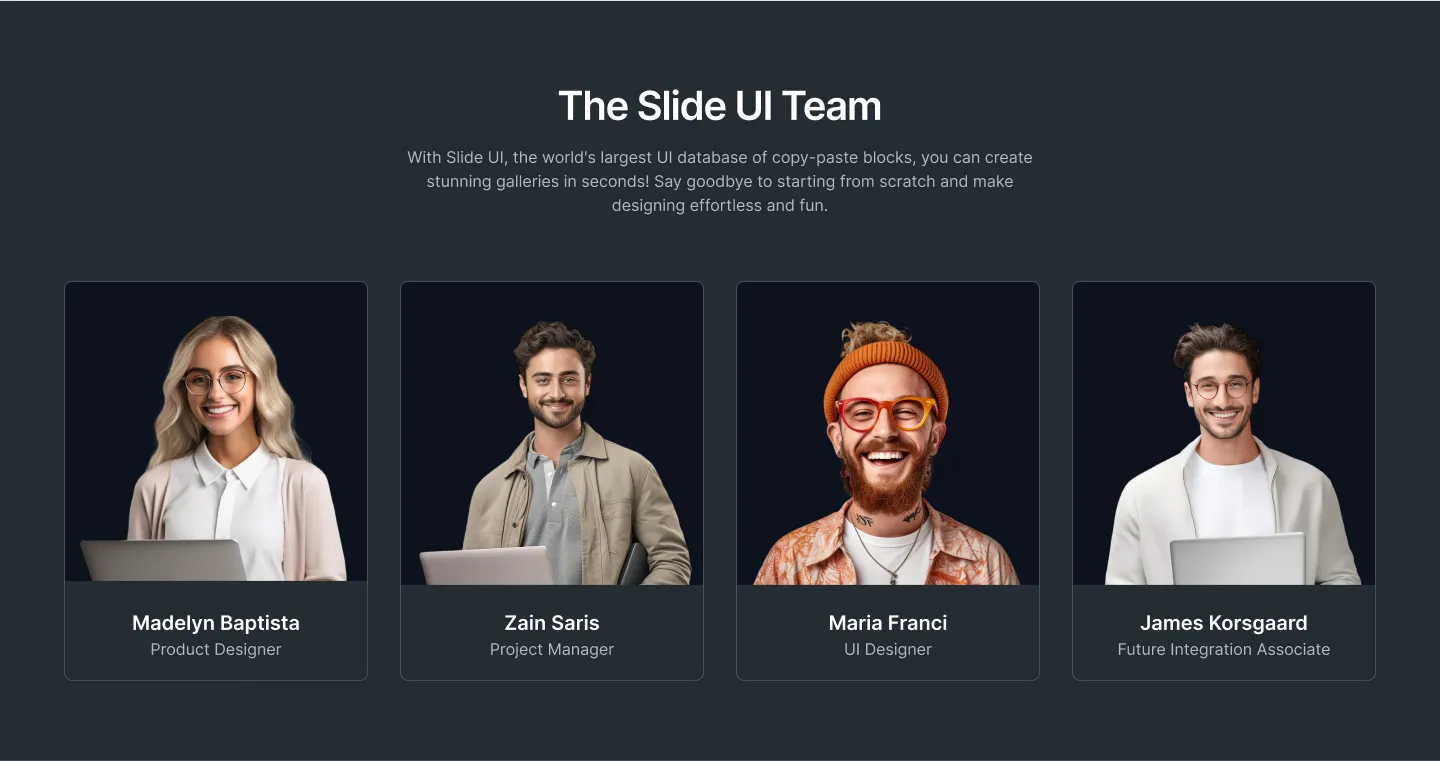 The Slide UI Team
With Slide UI, the world's largest UI database of copy-paste blocks, you can create
stunning galleries in seconds! Say goodbye to starting from scratch and make
designing effortless and fun.
Madelyn Baptista
Product Designer
Zain Saris
Project Manager
Maria Franci
UI Designer
James Korsgaard
Future Integration Associate